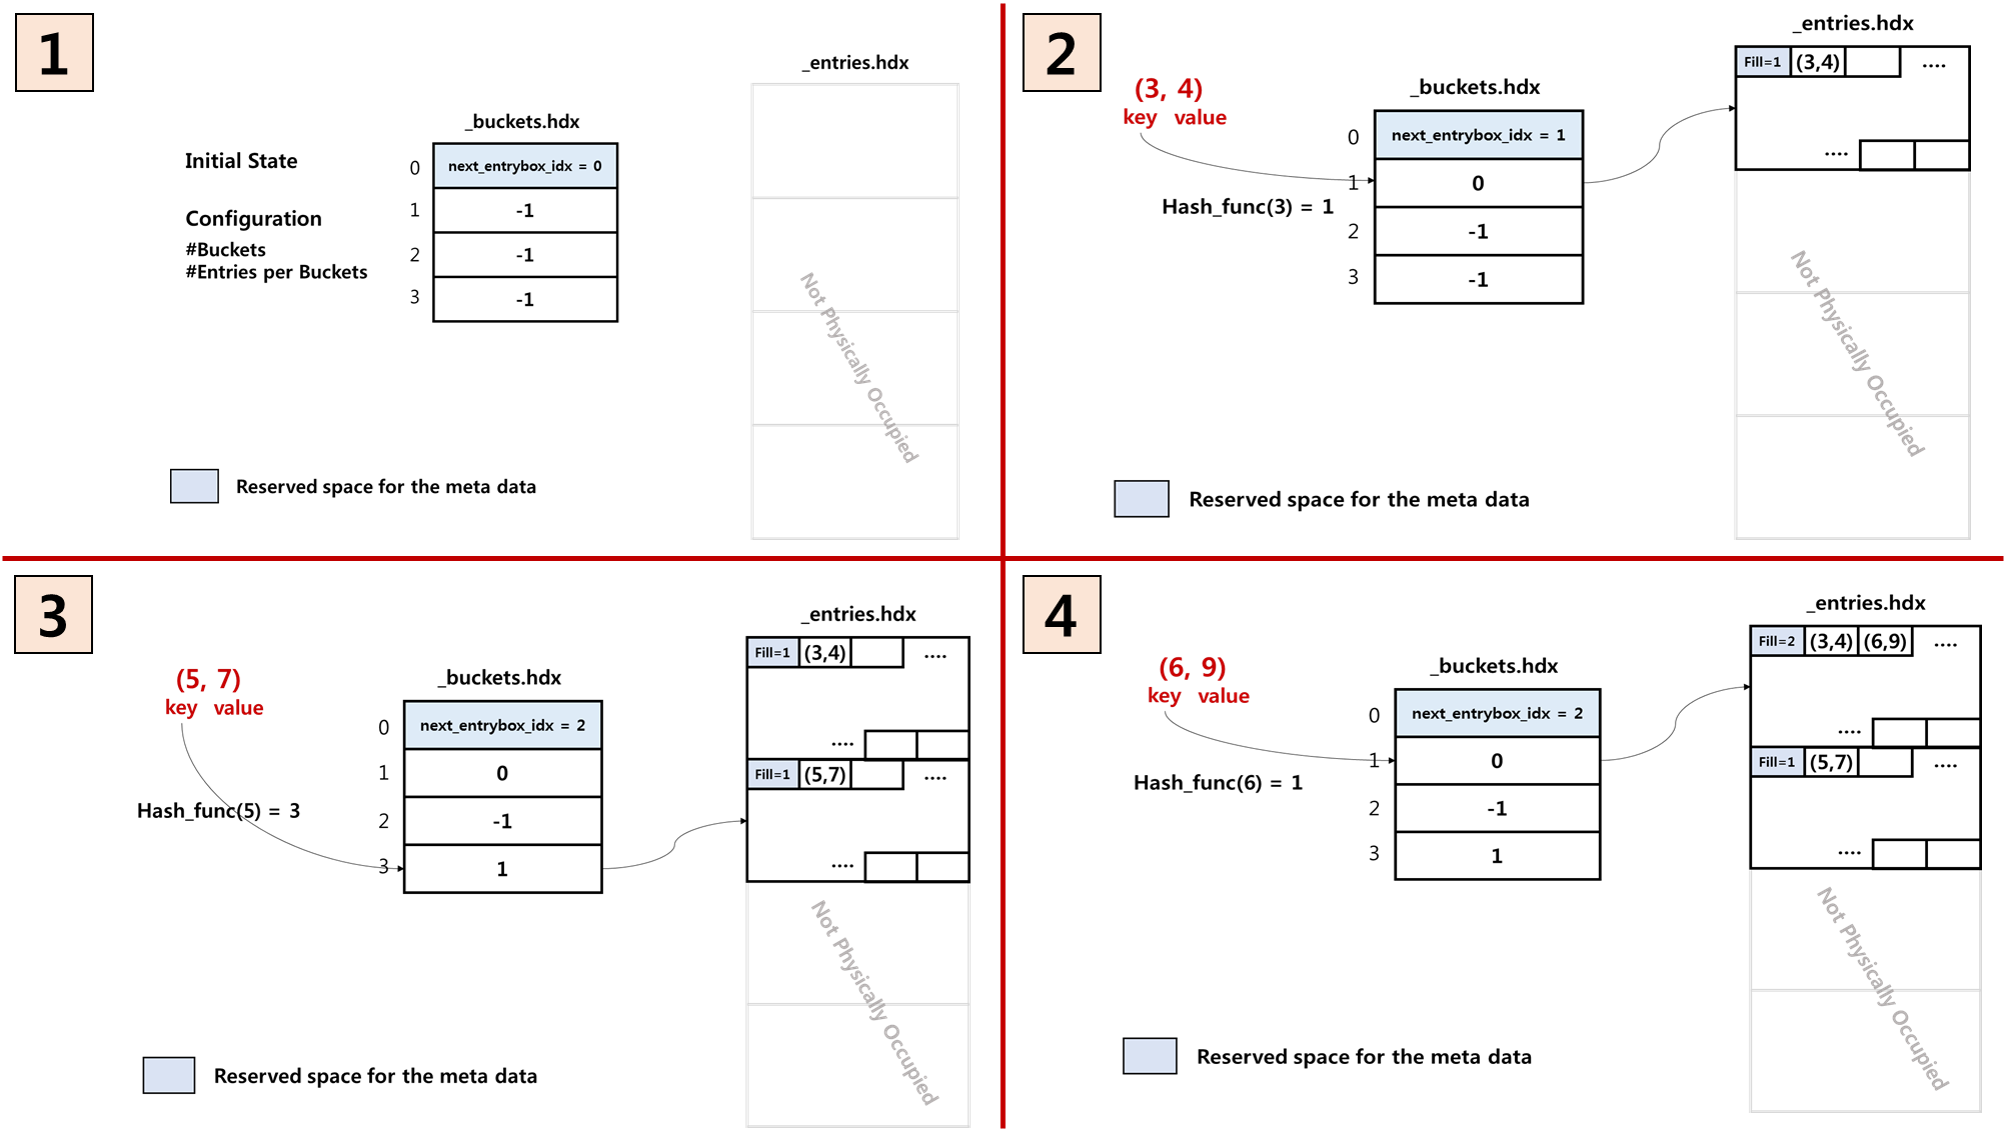 1
_entries.hdx
_buckets.hdx
Initial State
0
next_entrybox_idx = 0
Configuration
1
-1
#Buckets
2
-1
#Entries per Buckets
3
-1
Not Physically Occupied
Reserved space for the meta data
2
_entries.hdx
Fill=1 (3,4) ....
(3, 4)
key value
_buckets.hdx
0
next_entrybox_idx = 1
....
1
0
Hash_func(3) = 1
2
-1
3
-1
Not Physically Occupied
Reserved space for the meta data
3
_entries.hdx
Fill=1 (3,4) ....
(5, 7)
key value
_buckets.hdx
0
next_entrybox_idx = 2
....
1
0
Fill=1 (5,7) ....
Hash_func(5) = 3
2
-1
3
1
....
Not Physically Occupied
Reserved space for the meta data
4
_entries.hdx
Fill=2 (3,4) (6,9) ....
(6, 9)
key value
_buckets.hdx
0
next_entrybox_idx = 2
....
1
0
Fill=1 (5,7) ....
Hash_func(6) = 1
2
-1
3
1
....
Not Physically Occupied
Reserved space for the meta data